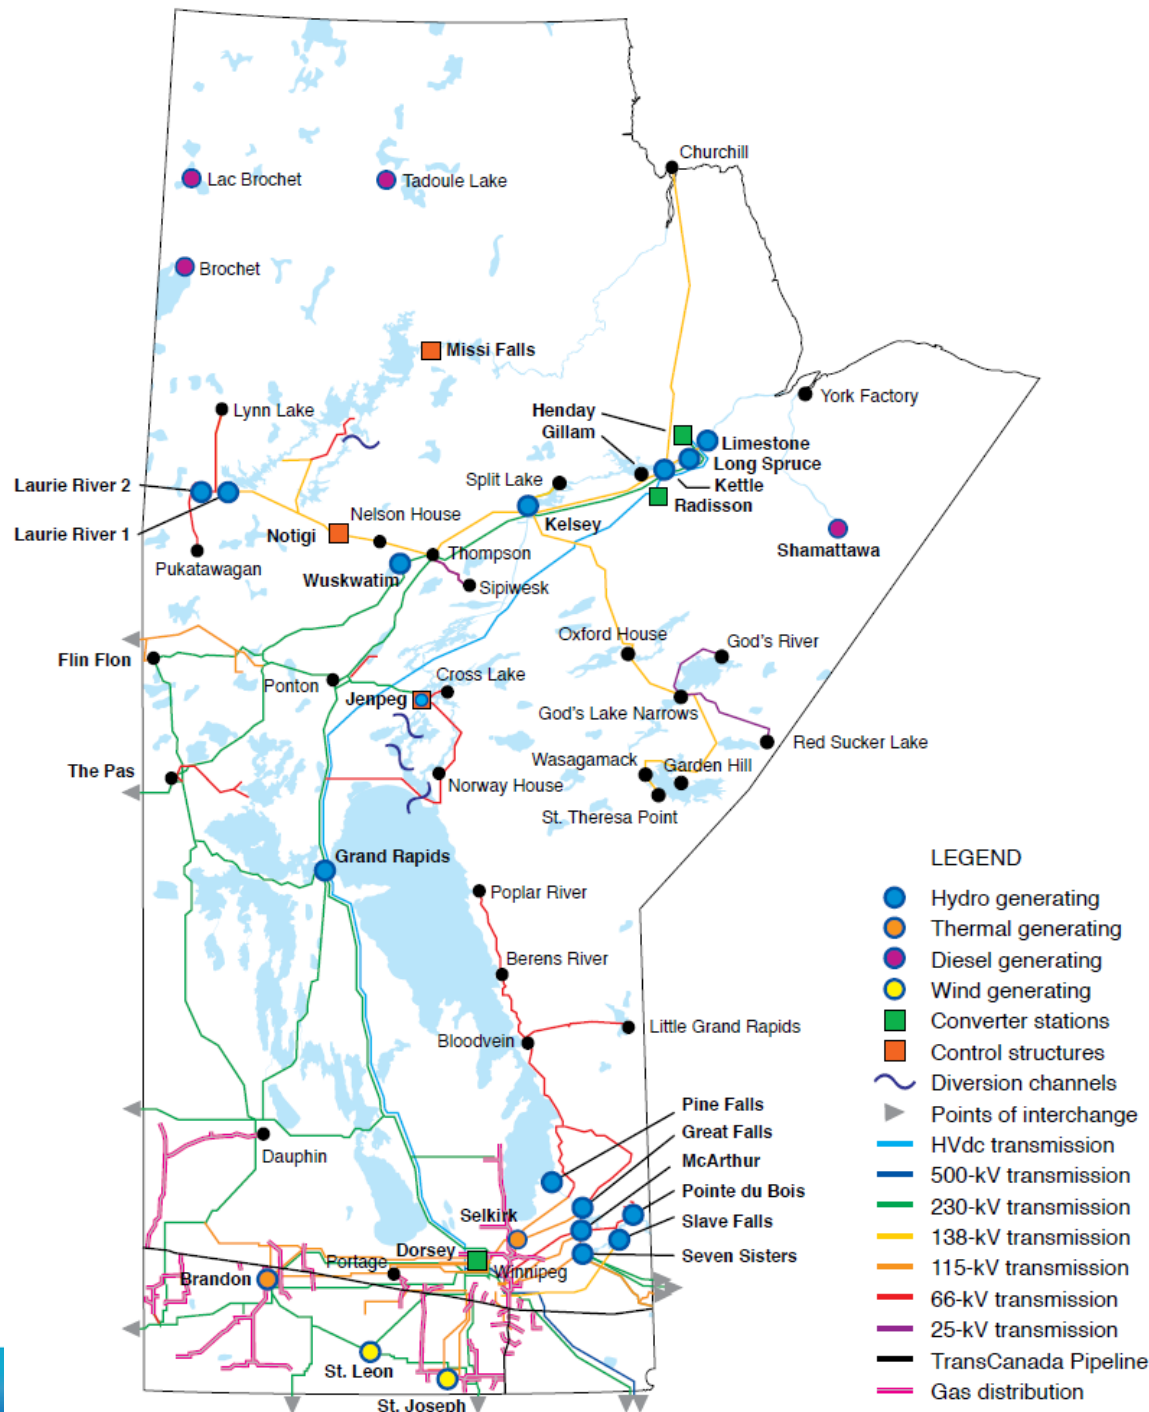 Churchill
Lac Brochet
Tadoule Lake
Brochet
Missi Falls
York Factory
Lynn Lake
Henday
Gillam
Limestone
Long Spruce
Kettle
Radisson
Split Lake
Laurie River 2
Laurie River 1
Nelson House
Notigi
Kelsey
Shamattawa
Thompson
Pukatawagan
Wuskwatim
Sipiwesk
Oxford House
God's River
Flin Flon
Ponton
Cross Lake
Jenpeg
God's Lake Narrows
Red Sucker Lake
The Pas
Wasagamack
Garden Hill
Norway House
St. Theresa Point
Grand Rapids
Poplar River
Berens River
Little Grand Rapids
Bloodvein
Pine Falls
Great Falls
McArthur
Pointe du Bois
Slave Falls
Seven Sisters
Dauphin
Selkirk
Dorsey
Portage
Winnipeg
Brandon
St. Leon
St. Joseph
LEGEND
Hydro generating
Thermal generating
Diesel generating
Wind generating
Converter stations
Control structures
Diversion channels
Points of interchange
HVdc transmission
500-kV transmission
230-kV transmission
138-kV transmission
115-kV transmission
66-kV transmission
25-kV transmission
TransCanada Pipeline
Gas distribution